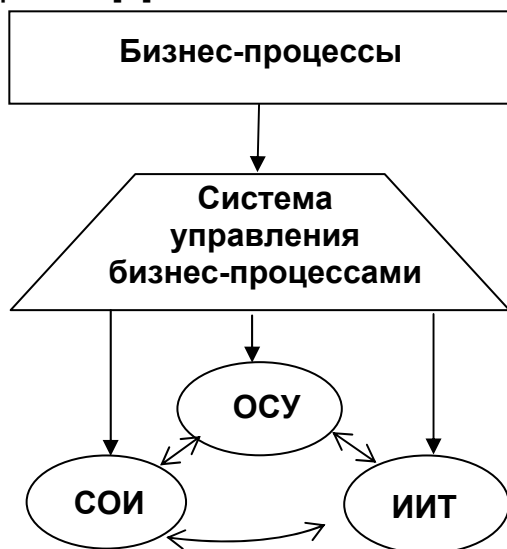 Бизнес-процессы
Система
управления
бизнес-процессами
ОСУ
СОИ
ИИТ